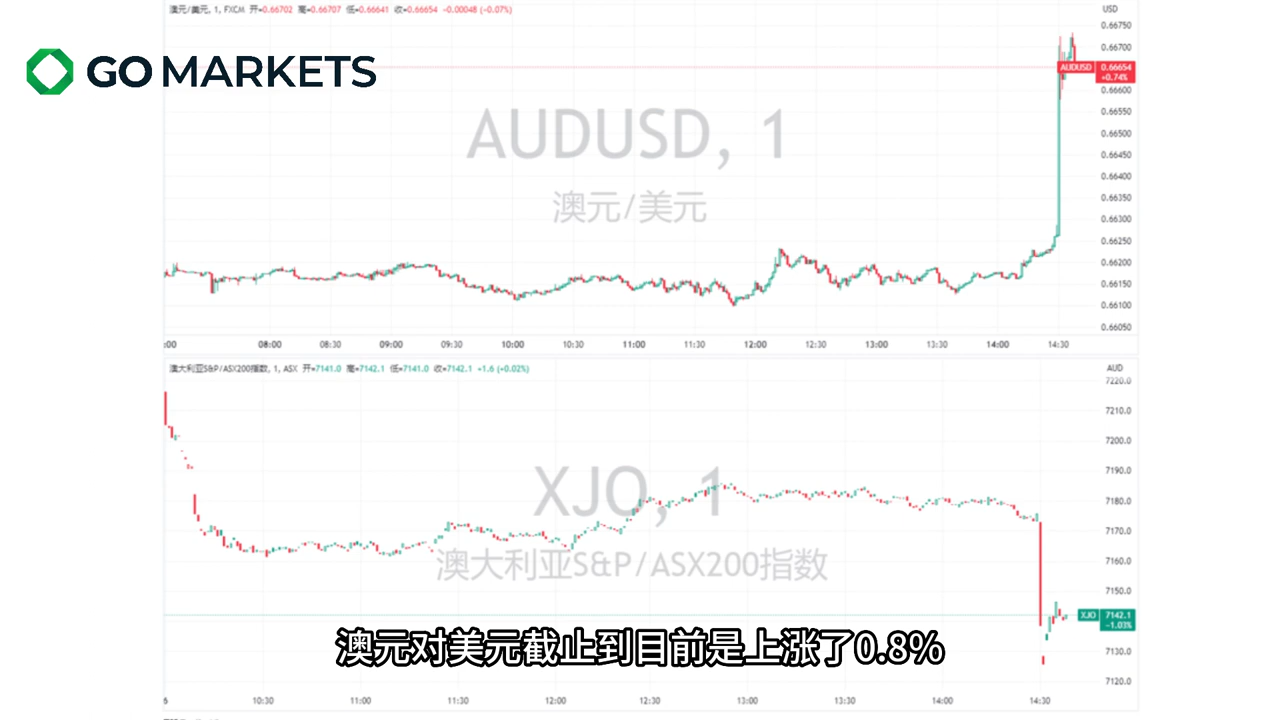 澳元/美元, 1, FXCM 开=0.66702 高=0.66707 低=0.66641 收=0.66654 -0.00048 (-0.07%)
USD
GO MARKETS
0.66750
0.66700
AUDUSD 0.66654
+0.74%
0.66600
0.66550
0.66500
0.66450
0.66400
0.66350
0.66300
0.66250
0.66200
0.66150
0.66100
0.66050
AUDUSD, 1
澳元/美元
:00 08:00 08:30 09:00 09:30 10:00 10:30 11:00 11:30 12:00 12:30 13:00 13:30 14:00 14:30
澳大利亚S&P/ASX200指数, 1, ASX 开=7141.0 高=7142.1 低=7141.0 收=7142.1 +1.6 (+0.02%)
AUD
7220.0
7210.0
7200.0
7190.0
7180.0
7170.0
7160.0
7150.0
XJO 7142.1
-1.03%
7130.0
7120.0
XJO, 1
澳大利亚S&P/ASX200指数
澳元对美元截止到目前是上涨了0.8%
6 10:30 11:00 11:30 12:00 12:30 13:00 13:30 14:00 14:30